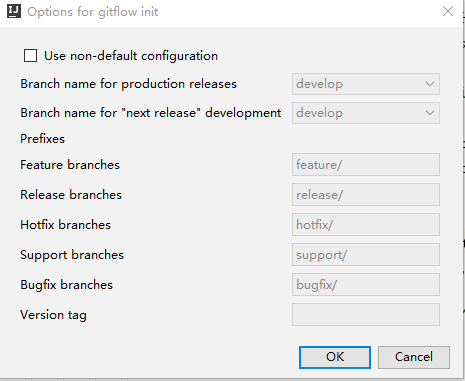 IJ Options for gitflow init
Use non-default configuration
Branch name for production releases develop
Branch name for "next release" development develop
Prefixes
Feature branches feature/
Release branches release/
Hotfix branches hotfix/
Support branches support/
Bugfix branches bugfix/
Version tag
OK Cancel